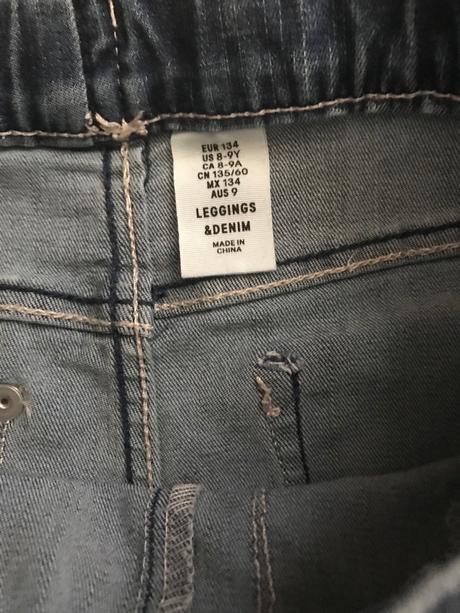 EUR 134
US 8-9Y
CA 8-9A
CN 135/60
MX 134
AUS 9
LEGGINGS
&DENIM
MADE IN
CHINA